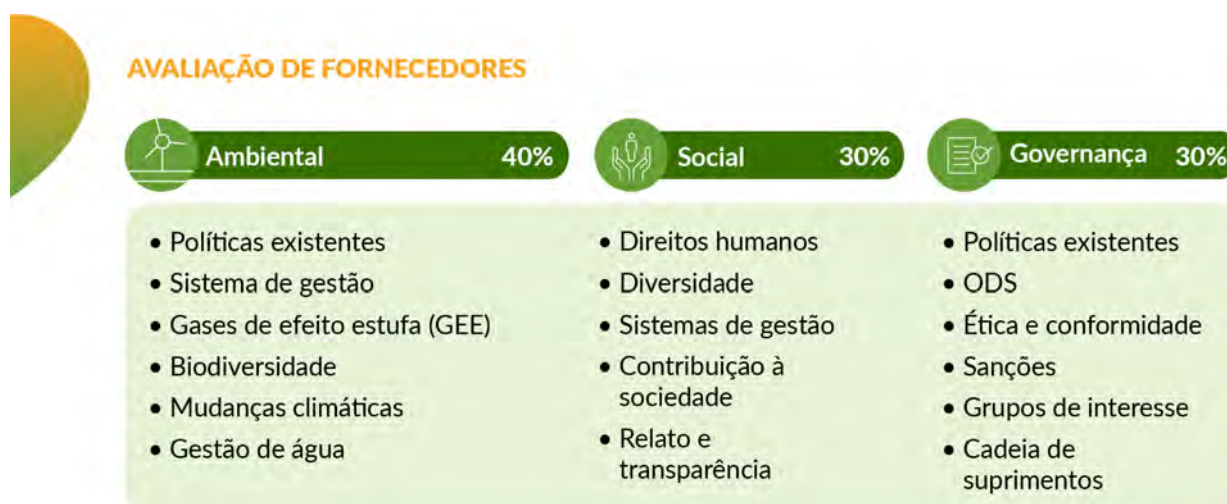 AVALIAÇÃO DE FORNECEDORES
Ambiental 40%
• Políticas existentes
• Sistema de gestão
• Gases de efeito estufa (GEE)
• Biodiversidade
• Mudanças climáticas
• Gestão de água
Social 30%
• Direitos humanos
• Diversidade
• Sistemas de gestão
• Contribuição à
sociedade
• Relato e
transparência
Governança 30%
• Políticas existentes
• ODS
• Ética e conformidade
• Sanções
• Grupos de interesse
• Cadeia de
suprimentos